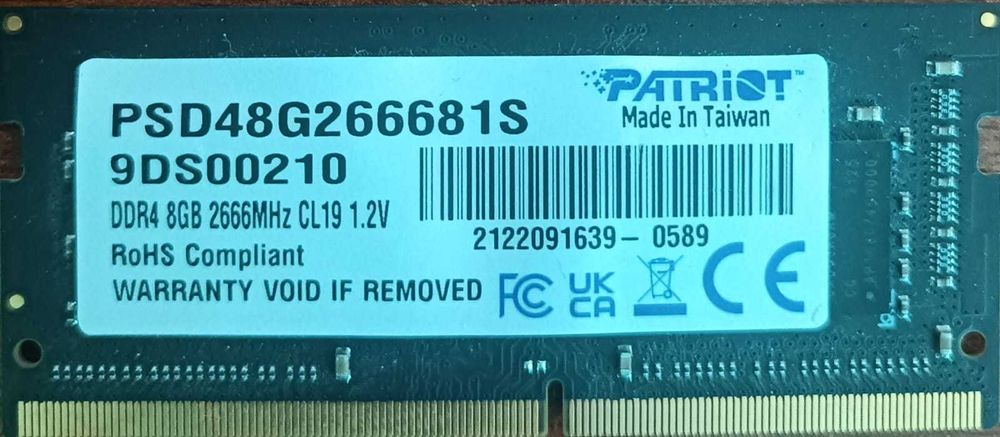 PATRIOT™
Made In Taiwan
PSD48G266681S
9DS00210
DDR4 8GB 2666MHz CL19 1.2V
RoHS Compliant
WARRANTY VOID IF REMOVED
2122091639- 0589
FC
UK
CA
CE